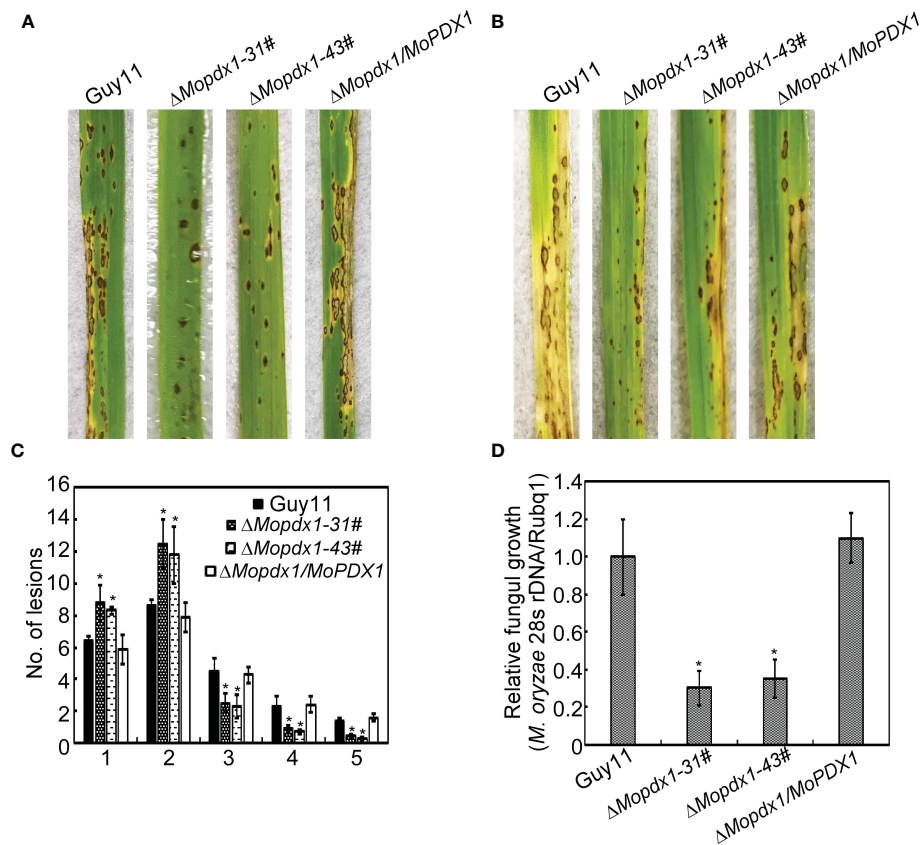 A
Guy11
ΔMopdx1-31#
ΔMopdx1-43#
ΔMopdx1/MoPDX1
B
Guy11
ΔMopdx1-31#
ΔMopdx1-43#
ΔMopdx1/MoPDX1
C
No. of lesions
16
14
12
10
8
6
4
2
0
Guy11
ΔMopdx1-31#
ΔMopdx1-43#
ΔMopdx1/MoPDX1
* * * * * * * * * *
1 2 3 4 5
D
Relative fungul growth
(M. oryzae 28s rDNA/Rubq1)
1.4
1.2
1.0
0.8
0.6
0.4
0.2
0
* *
Guy11
ΔMopdx1-31#
ΔMopdx1-43#
ΔMopdx1/MoPDX1